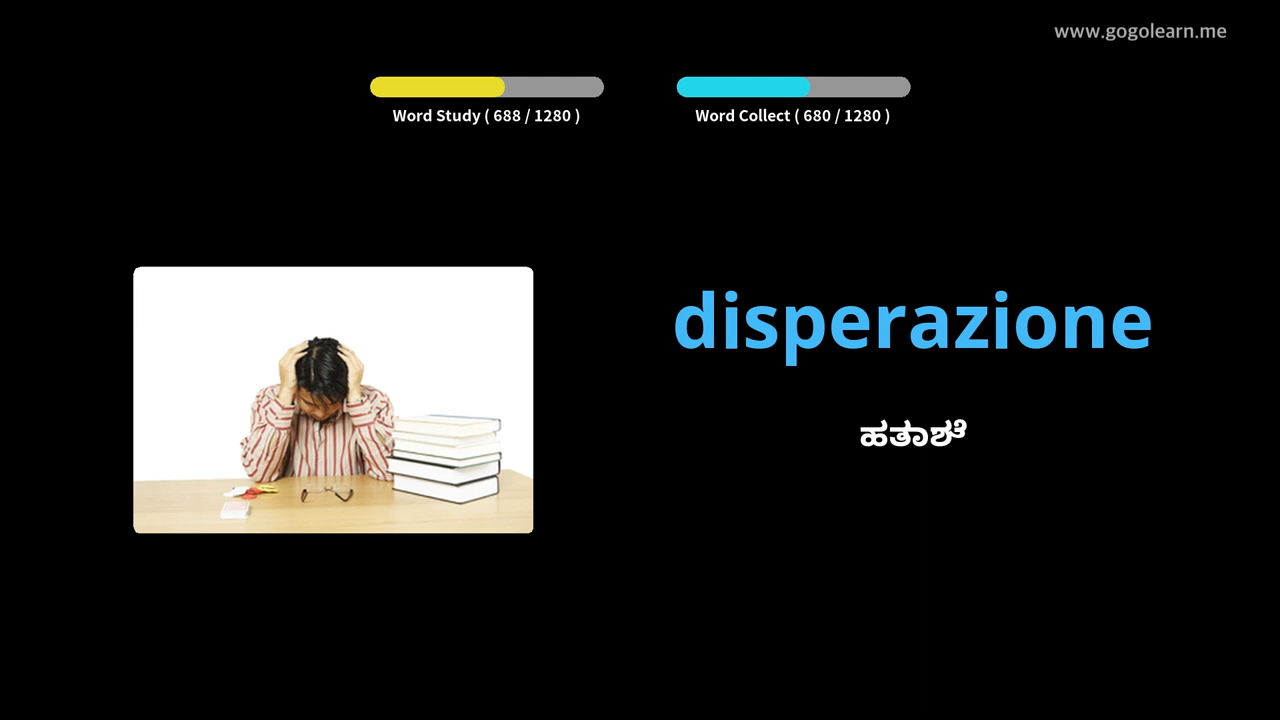 www.gogolearn.me
Word Study ( 688 / 1280 )
Word Collect ( 680 / 1280 )
disperazione
ಹತಾಶೆ